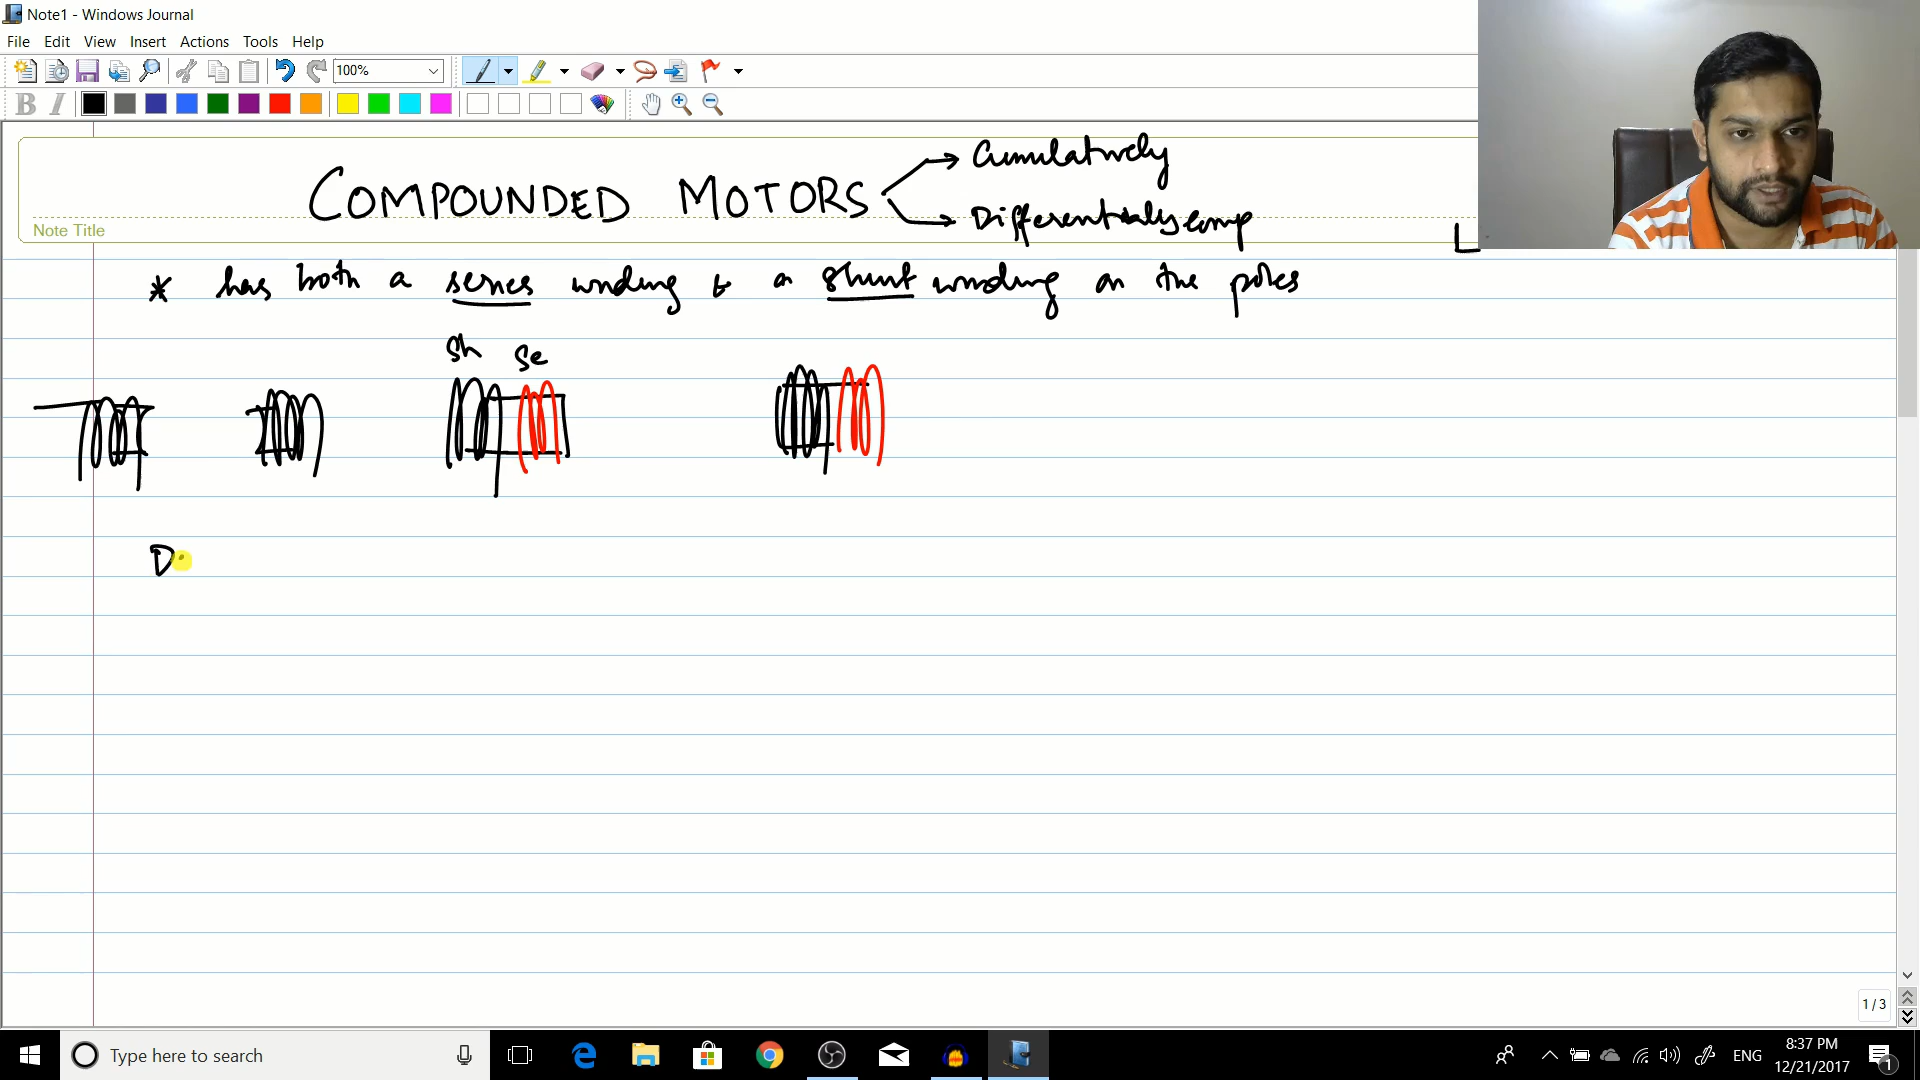 Note1 - Windows Journal
File Edit View Insert Actions Tools Help
100%
B I
COMPOUNDED MOTORS
Cumulatively
Differentially comp
Note Title
L
* has both a series winding & a shunt winding on the poles
Sh Se
D
1 / 3
Type here to search
ENG
8:37 PM
12/21/2017
1